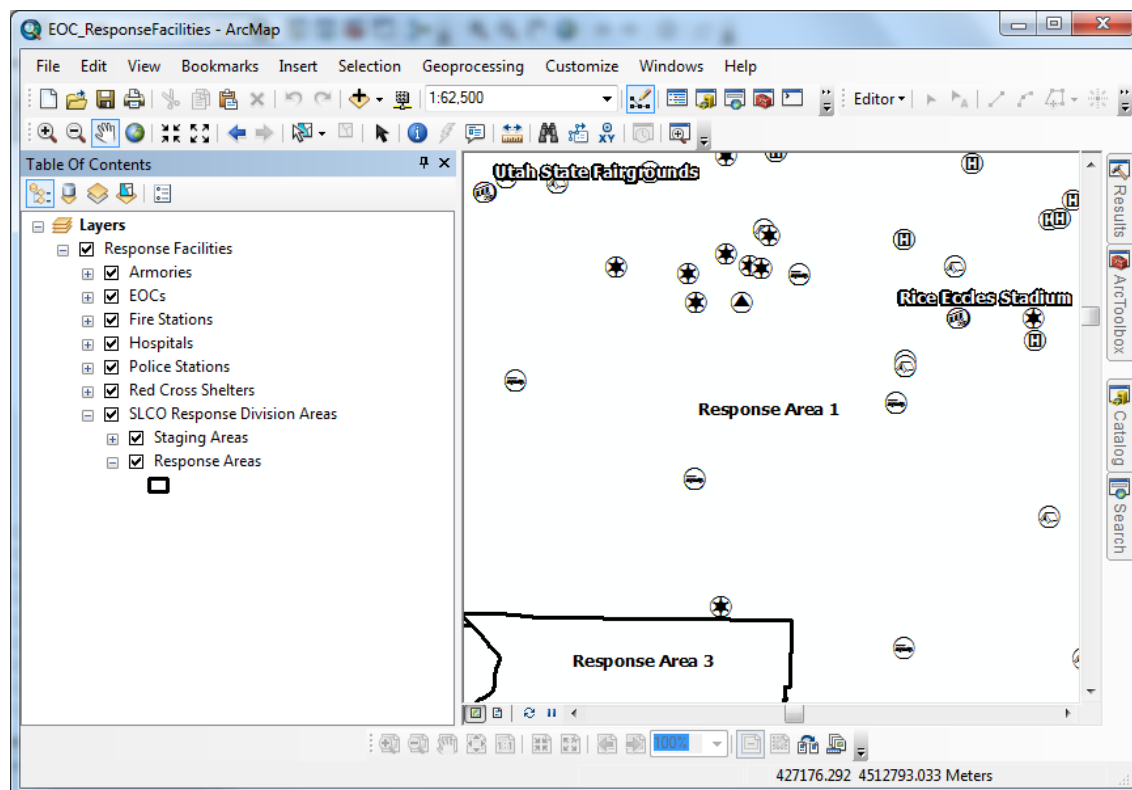 EOC_ResponseFacilities - ArcMap
File Edit View Bookmarks Insert Selection Geoprocessing Customize Windows Help
1:62,500 Editor
Table Of Contents
Layers
Response Facilities
Armories
EOCs
Fire Stations
Hospitals
Police Stations
Red Cross Shelters
SLCO Response Division Areas
Staging Areas
Response Areas
Utah State Fairgrounds
Rice Eccles Stadium
Response Area 1
Response Area 3
Results
ArcToolbox
Catalog
Search
100%
427176.292 4512793.033 Meters